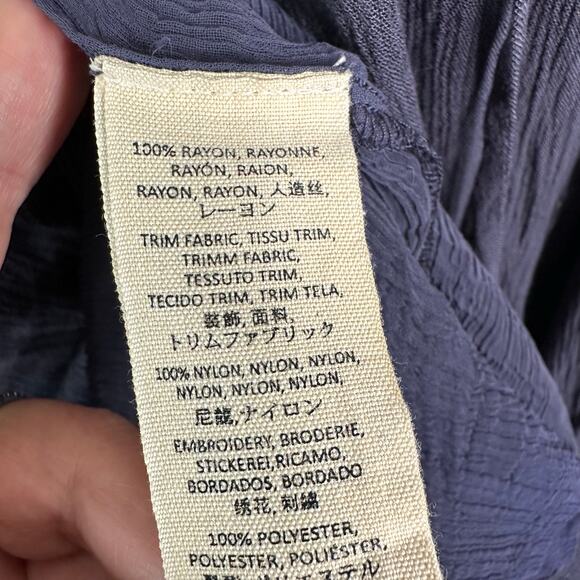 100% RAYON, RAYONNE,
RAYÓN, RAION,
RAYON, RAYON, 人造丝,
レーヨン
TRIM FABRIC, TISSU TRIM,
TRIMM FABRIC,
TESSUTO TRIM,
TECIDO TRIM, TRIM TELA,
装飾, 面料,
トリムファブリック
100% NYLON, NYLON, NYLON,
NYLON, NYLON, NYLON,
尼龍,ナイロン
EMBROIDERY, BRODERIE,
STICKEREI,RICAMO,
BORDADOS, BORDADO
绣花, 刺繍
100% POLYESTER,
POLYESTER, POLIÉSTER,